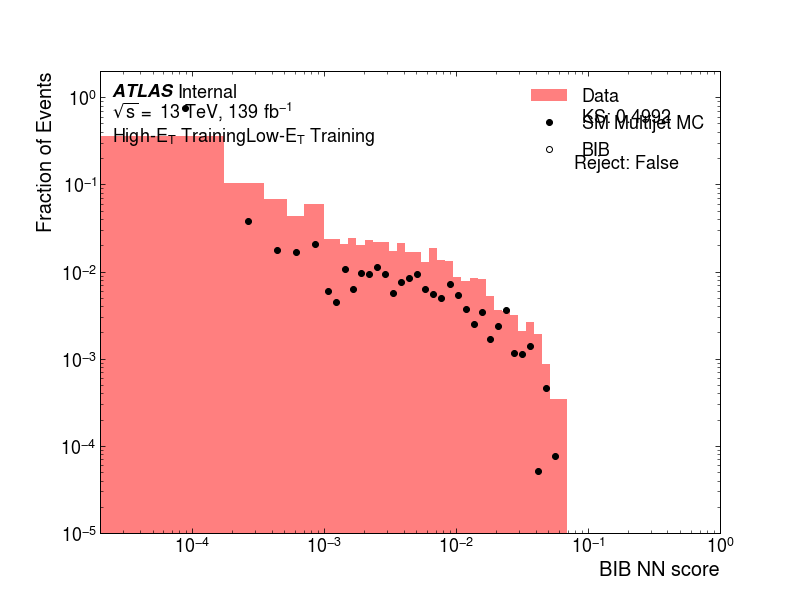 ATLAS Internal
√s = 13 TeV, 139 fb⁻¹
High-E_T TrainingLow-E_T Training
Data
KS: 0.4992
SM Multijet MC
BIB
Reject: False
Fraction of Events
10⁰
10⁻¹
10⁻²
10⁻³
10⁻⁴
10⁻⁵
10⁻⁴
10⁻³
10⁻²
10⁻¹
10⁰
BIB NN score